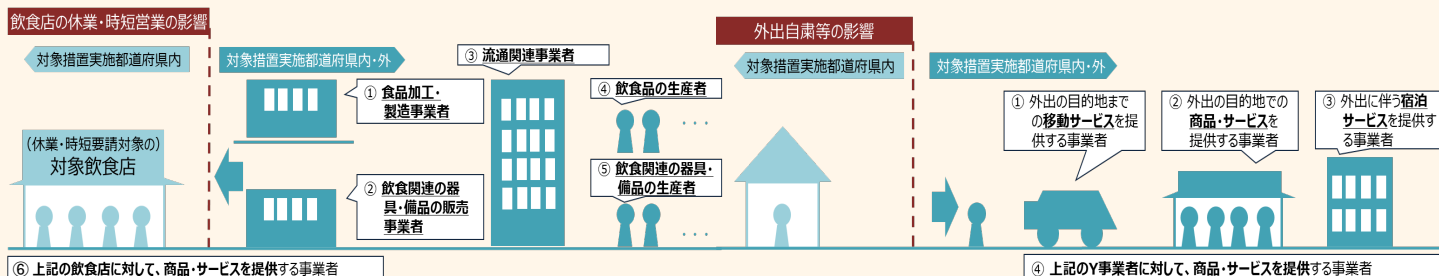 飲食店の休業・時短営業の影響
対象措置実施都道府県内
対象措置実施都道府県内・外
(休業・時短要請対象の)
対象飲食店
① 食品加工・
製造事業者
② 飲食関連の器
具・備品の販売
事業者
③ 流通関連事業者
④ 飲食品の生産者
・・・
⑤ 飲食関連の器具・
備品の生産者
・・・
⑥ 上記の飲食店に対して、商品・サービスを提供する事業者
外出自粛等の影響
対象措置実施都道府県内
対象措置実施都道府県内・外
① 外出の目的地まで
の移動サービスを提
供する事業者
② 外出の目的地での
商品・サービスを
提供する事業者
③ 外出に伴う宿泊
サービスを提供す
る事業者
④ 上記のY事業者に対して、商品・サービスを提供する事業者